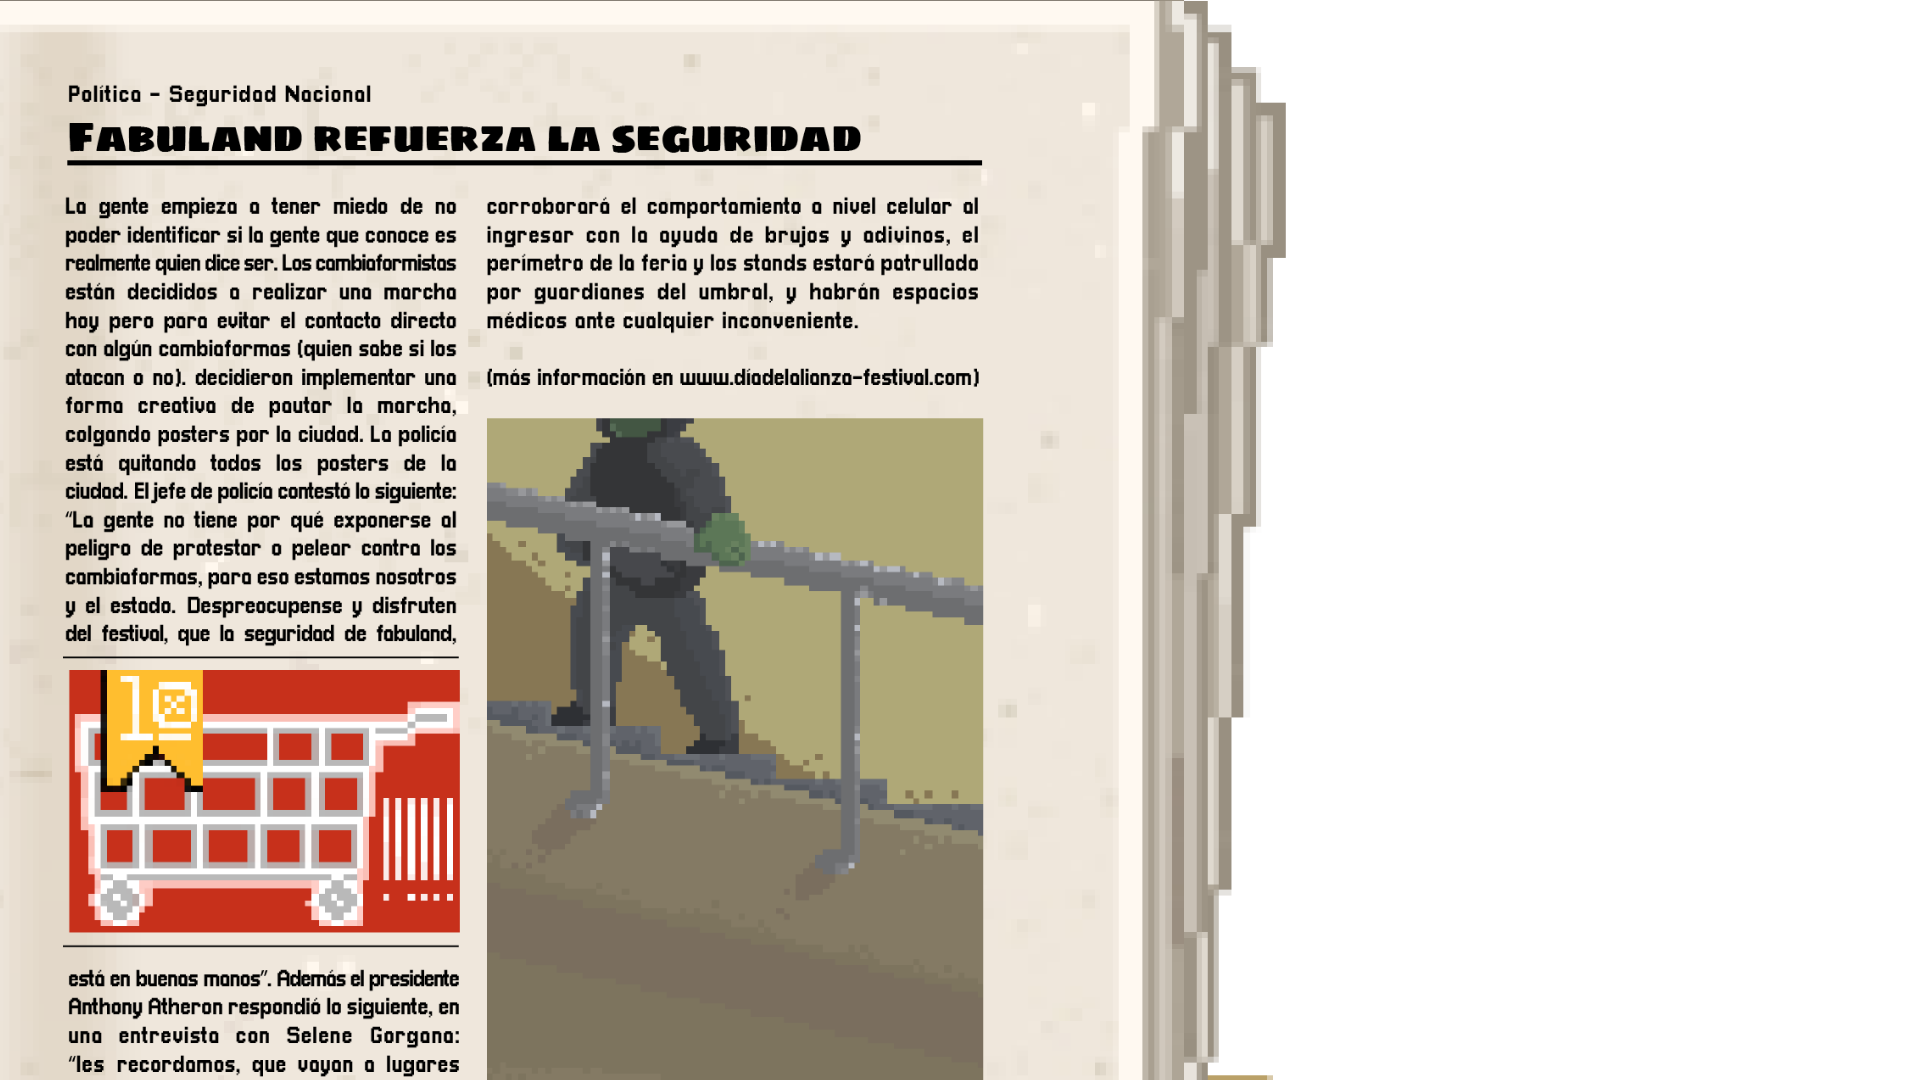 Política - Seguridad Nacional
Fabuland refuerza la seguridad
La gente empieza a tener miedo de no
poder identificar si la gente que conoce es
realmente quien dice ser. Los cambiaformistas
están decididos a realizar una marcha
hoy pero para evitar el contacto directo
con algún cambiaformas (quien sabe si los
atacan o no). decidieron implementar una
forma creativa de pautar la marcha,
colgando posters por la ciudad. La policía
está quitando todos los posters de la
ciudad. El jefe de policía contestó lo siguiente:
“La gente no tiene por qué exponerse al
peligro de protestar o pelear contra los
cambiaformas, para eso estamos nosotros
y el estado. Despreocupense y disfruten
del festival, que la seguridad de fabuland,
10
está en buenas manos”. Además el presidente
Anthony Atheron respondió lo siguiente, en
una entrevista con Selene Gorgana:
“les recordamos, que vayan a lugares
corroborará el comportamiento a nivel celular al
ingresar con la ayuda de brujos y adivinos, el
perímetro de la feria y los stands estará patrullado
por guardianes del umbral, y habrán espacios
médicos ante cualquier inconveniente.
(más información en www.díadelalianza-festival.com)